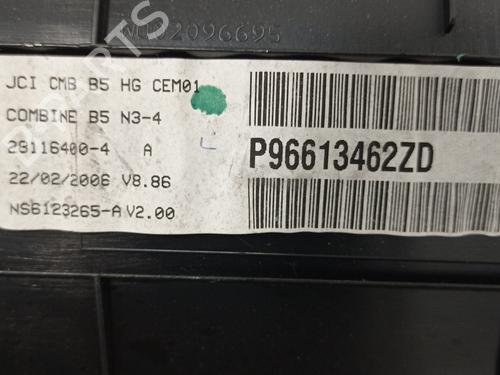 JCI CMB B5 HG CEM01
COMBINE B5 N3-4
28116400-4 A
22/02/2006 V8.86
NS6123265-A V2.00
P96613462ZD